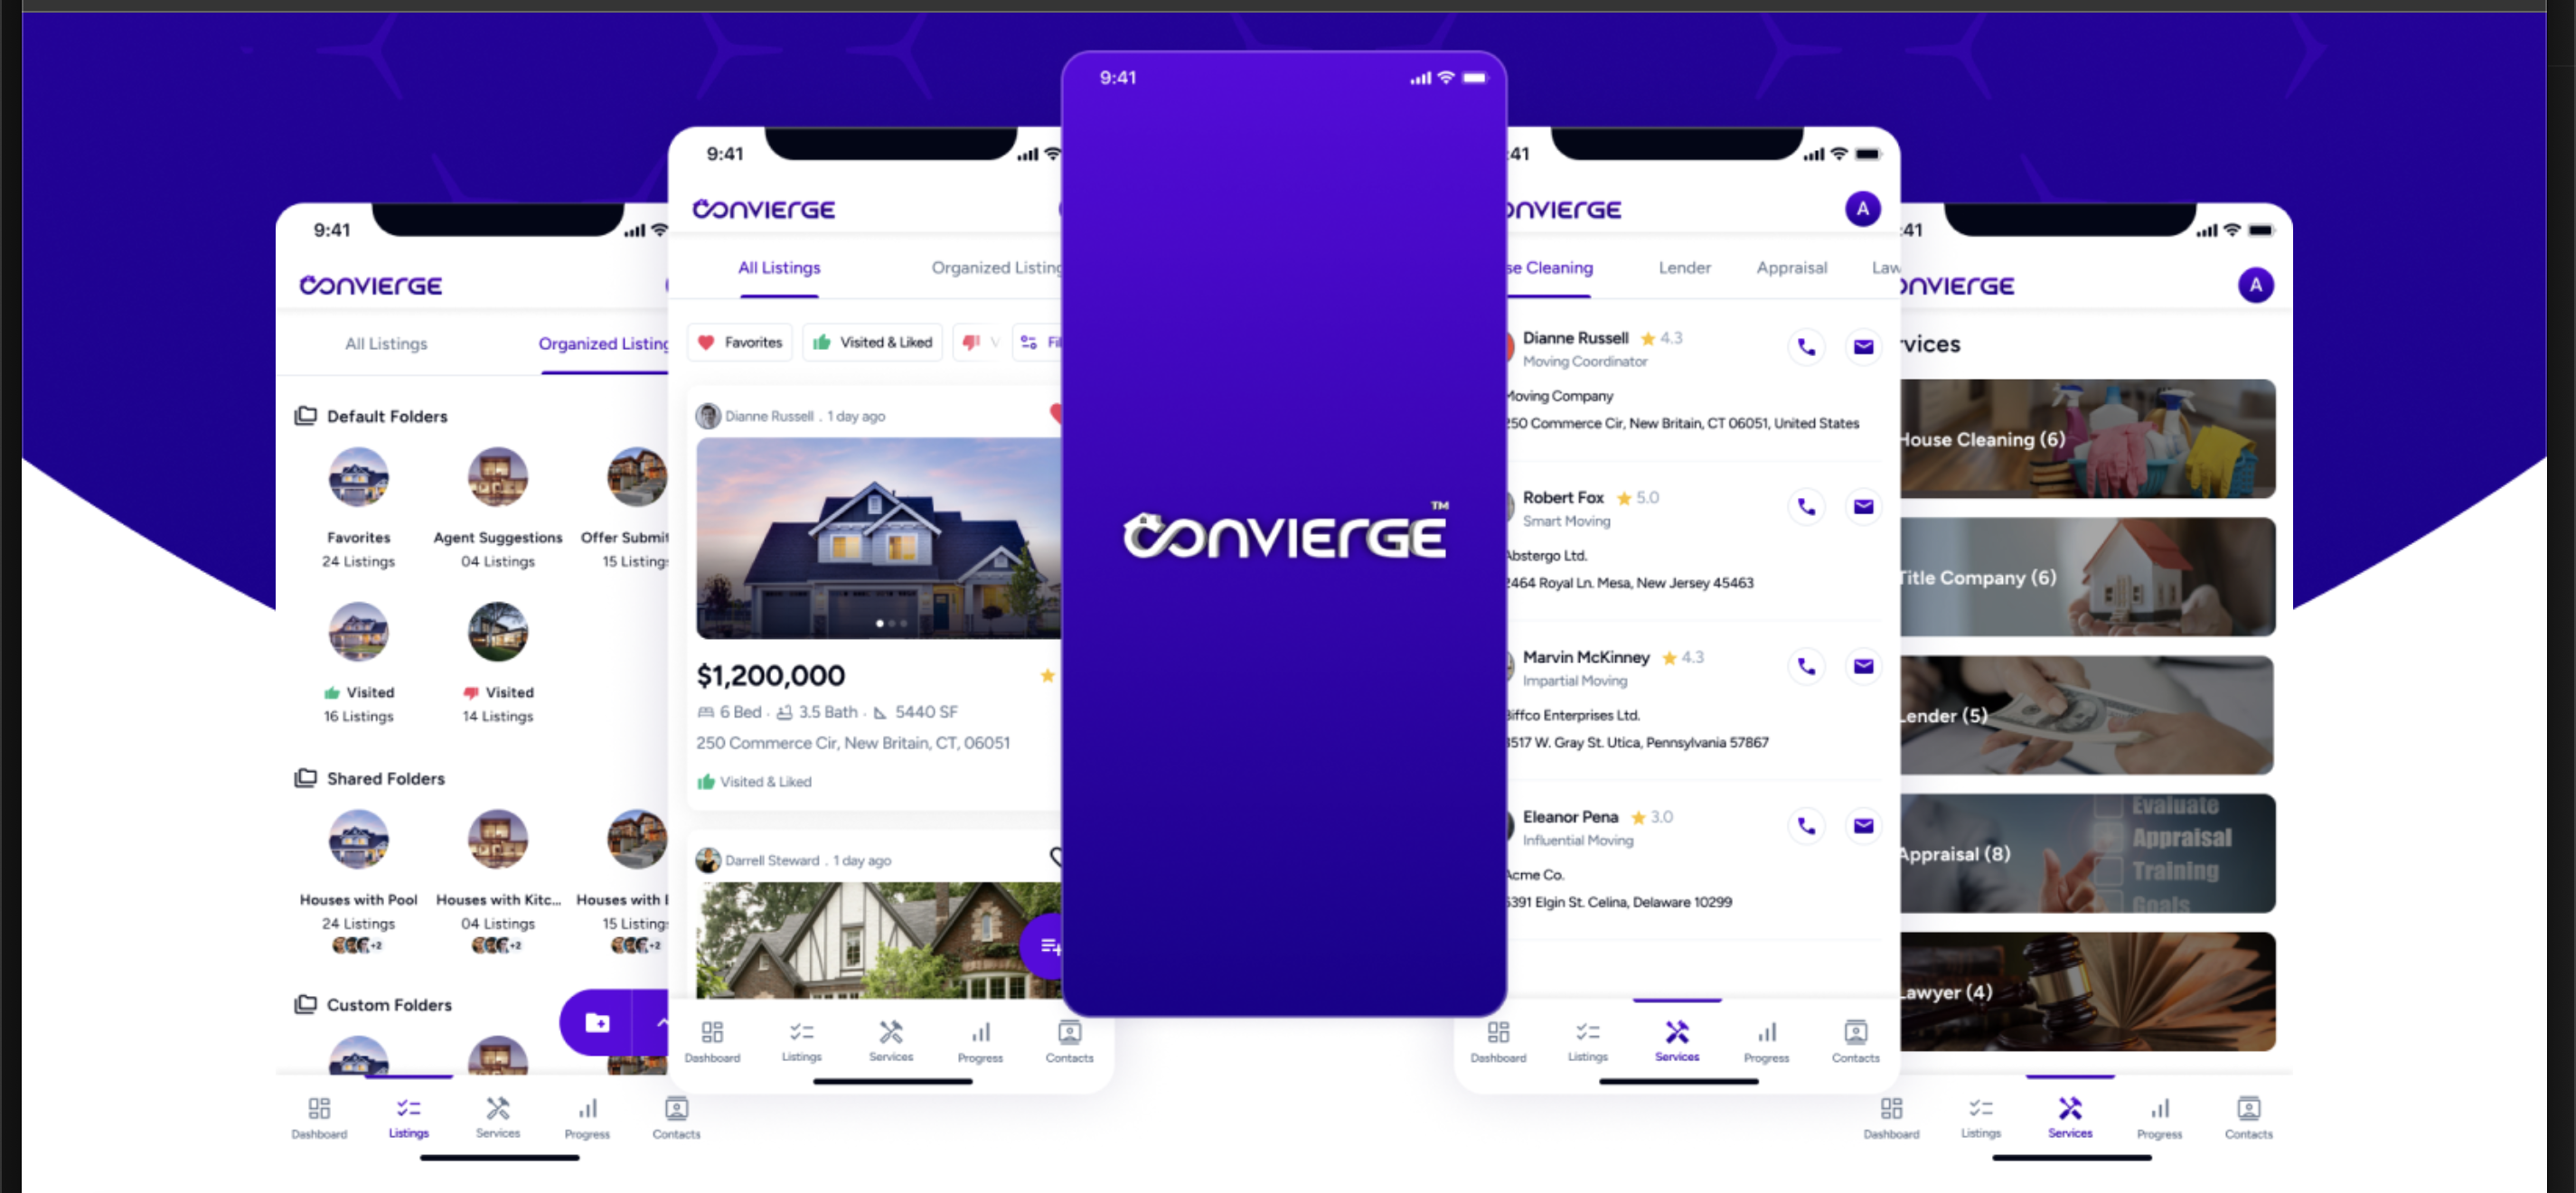 9:41
CONVIERGE
All Listings
Organized Listing
Default Folders
Favorites
24 Listings
Agent Suggestions
04 Listings
Offer Submit
15 Listings
Visited
16 Listings
Visited
14 Listings
Shared Folders
Houses with Pool
24 Listings
+2
Houses with Kitc...
04 Listings
+2
Houses with
15 Listings
+2
Custom Folders
Dashboard
Listings
Services
Progress
Contacts
9:41
CONVIERGE
All Listings
Organized Listing
Favorites
Visited & Liked
V
Fil
Dianne Russell . 1 day ago
$1,200,000
6 Bed . 3.5 Bath . 5440 SF
250 Commerce Cir, New Britain, CT, 06051
Visited & Liked
Darrell Steward . 1 day ago
Dashboard
Listings
Services
Progress
Contacts
9:41
CONVIERGE™
:41
ONVIERGE
A
se Cleaning
Lender
Appraisal
Law
Dianne Russell 4.3
Moving Coordinator
Moving Company
250 Commerce Cir, New Britain, CT 06051, United States
Robert Fox 5.0
Smart Moving
Abstergo Ltd.
2464 Royal Ln. Mesa, New Jersey 45463
Marvin McKinney 4.3
Impartial Moving
Biffco Enterprises Ltd.
3517 W. Gray St. Utica, Pennsylvania 57867
Eleanor Pena 3.0
Influential Moving
Acme Co.
6391 Elgin St. Celina, Delaware 10299
Dashboard
Listings
Services
Progress
Contacts
:41
ONVIERGE
A
rvices
House Cleaning (6)
Title Company (6)
Lender (5)
Appraisal (8)
Evaluate
Appraisal
Training
Goals
Lawyer (4)
Dashboard
Listings
Services
Progress
Contacts